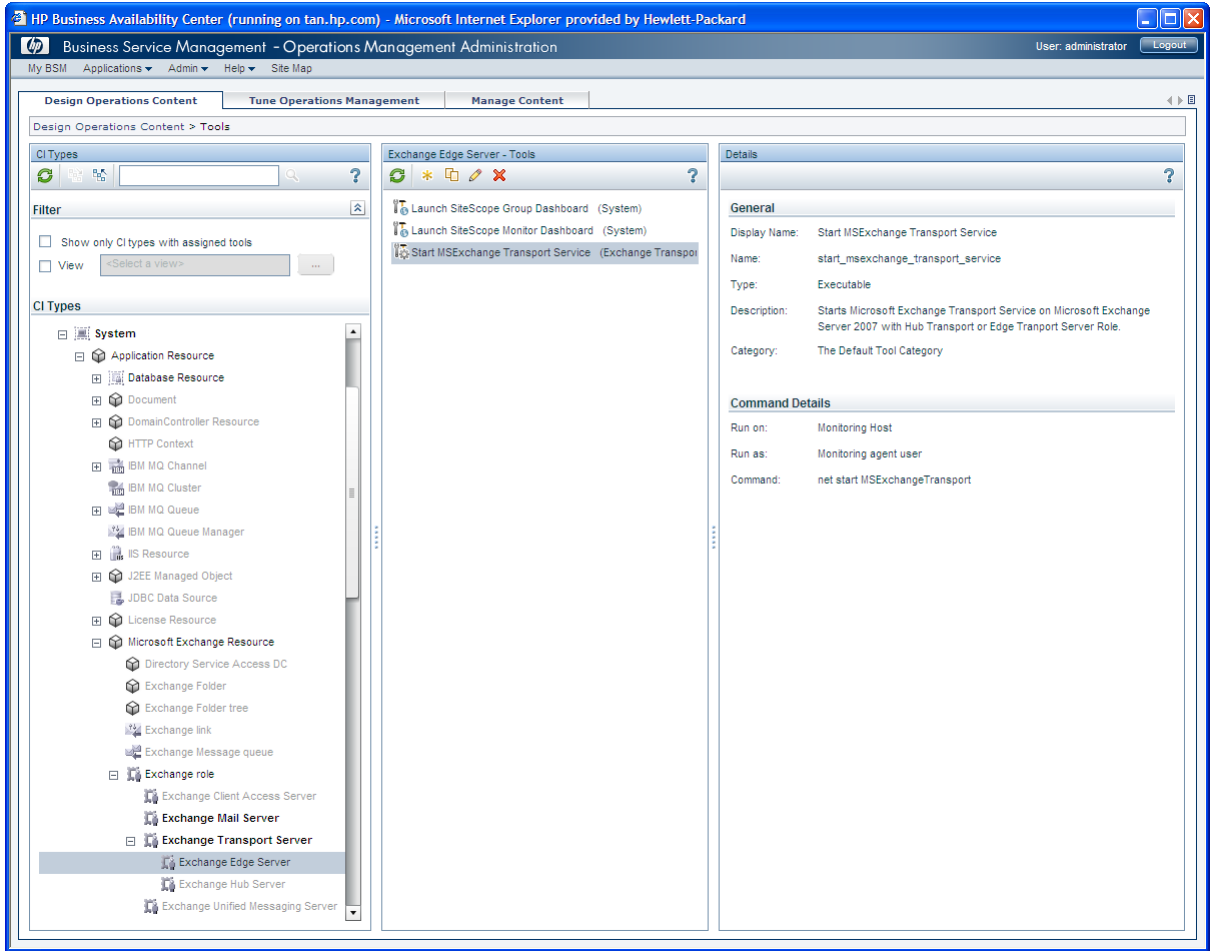 HP Business Availability Center (running on tan.hp.com) - Microsoft Internet Explorer provided by Hewlett-Packard
hp Business Service Management - Operations Management Administration
User: administrator Logout
My BSM Applications Admin Help Site Map
Design Operations Content Tune Operations Management Manage Content
Design Operations Content > Tools
CI Types
?
Filter
Show only CI types with assigned tools
View <Select a view> ...
CI Types
System
Application Resource
Database Resource
Document
DomainController Resource
HTTP Context
IBM MQ Channel
IBM MQ Cluster
IBM MQ Queue
IBM MQ Queue Manager
IIS Resource
J2EE Managed Object
JDBC Data Source
License Resource
Microsoft Exchange Resource
Directory Service Access DC
Exchange Folder
Exchange Folder tree
Exchange link
Exchange Message queue
Exchange role
Exchange Client Access Server
Exchange Mail Server
Exchange Transport Server
Exchange Edge Server
Exchange Hub Server
Exchange Unified Messaging Server
Exchange Edge Server - Tools
?
Launch SiteScope Group Dashboard (System)
Launch SiteScope Monitor Dashboard (System)
Start MSExchange Transport Service (Exchange Transpor
Details
?
General
Display Name: Start MSExchange Transport Service
Name: start_msexchange_transport_service
Type: Executable
Description: Starts Microsoft Exchange Transport Service on Microsoft Exchange
Server 2007 with Hub Transport or Edge Tranport Server Role.
Category: The Default Tool Category
Command Details
Run on: Monitoring Host
Run as: Monitoring agent user
Command: net start MSExchangeTransport